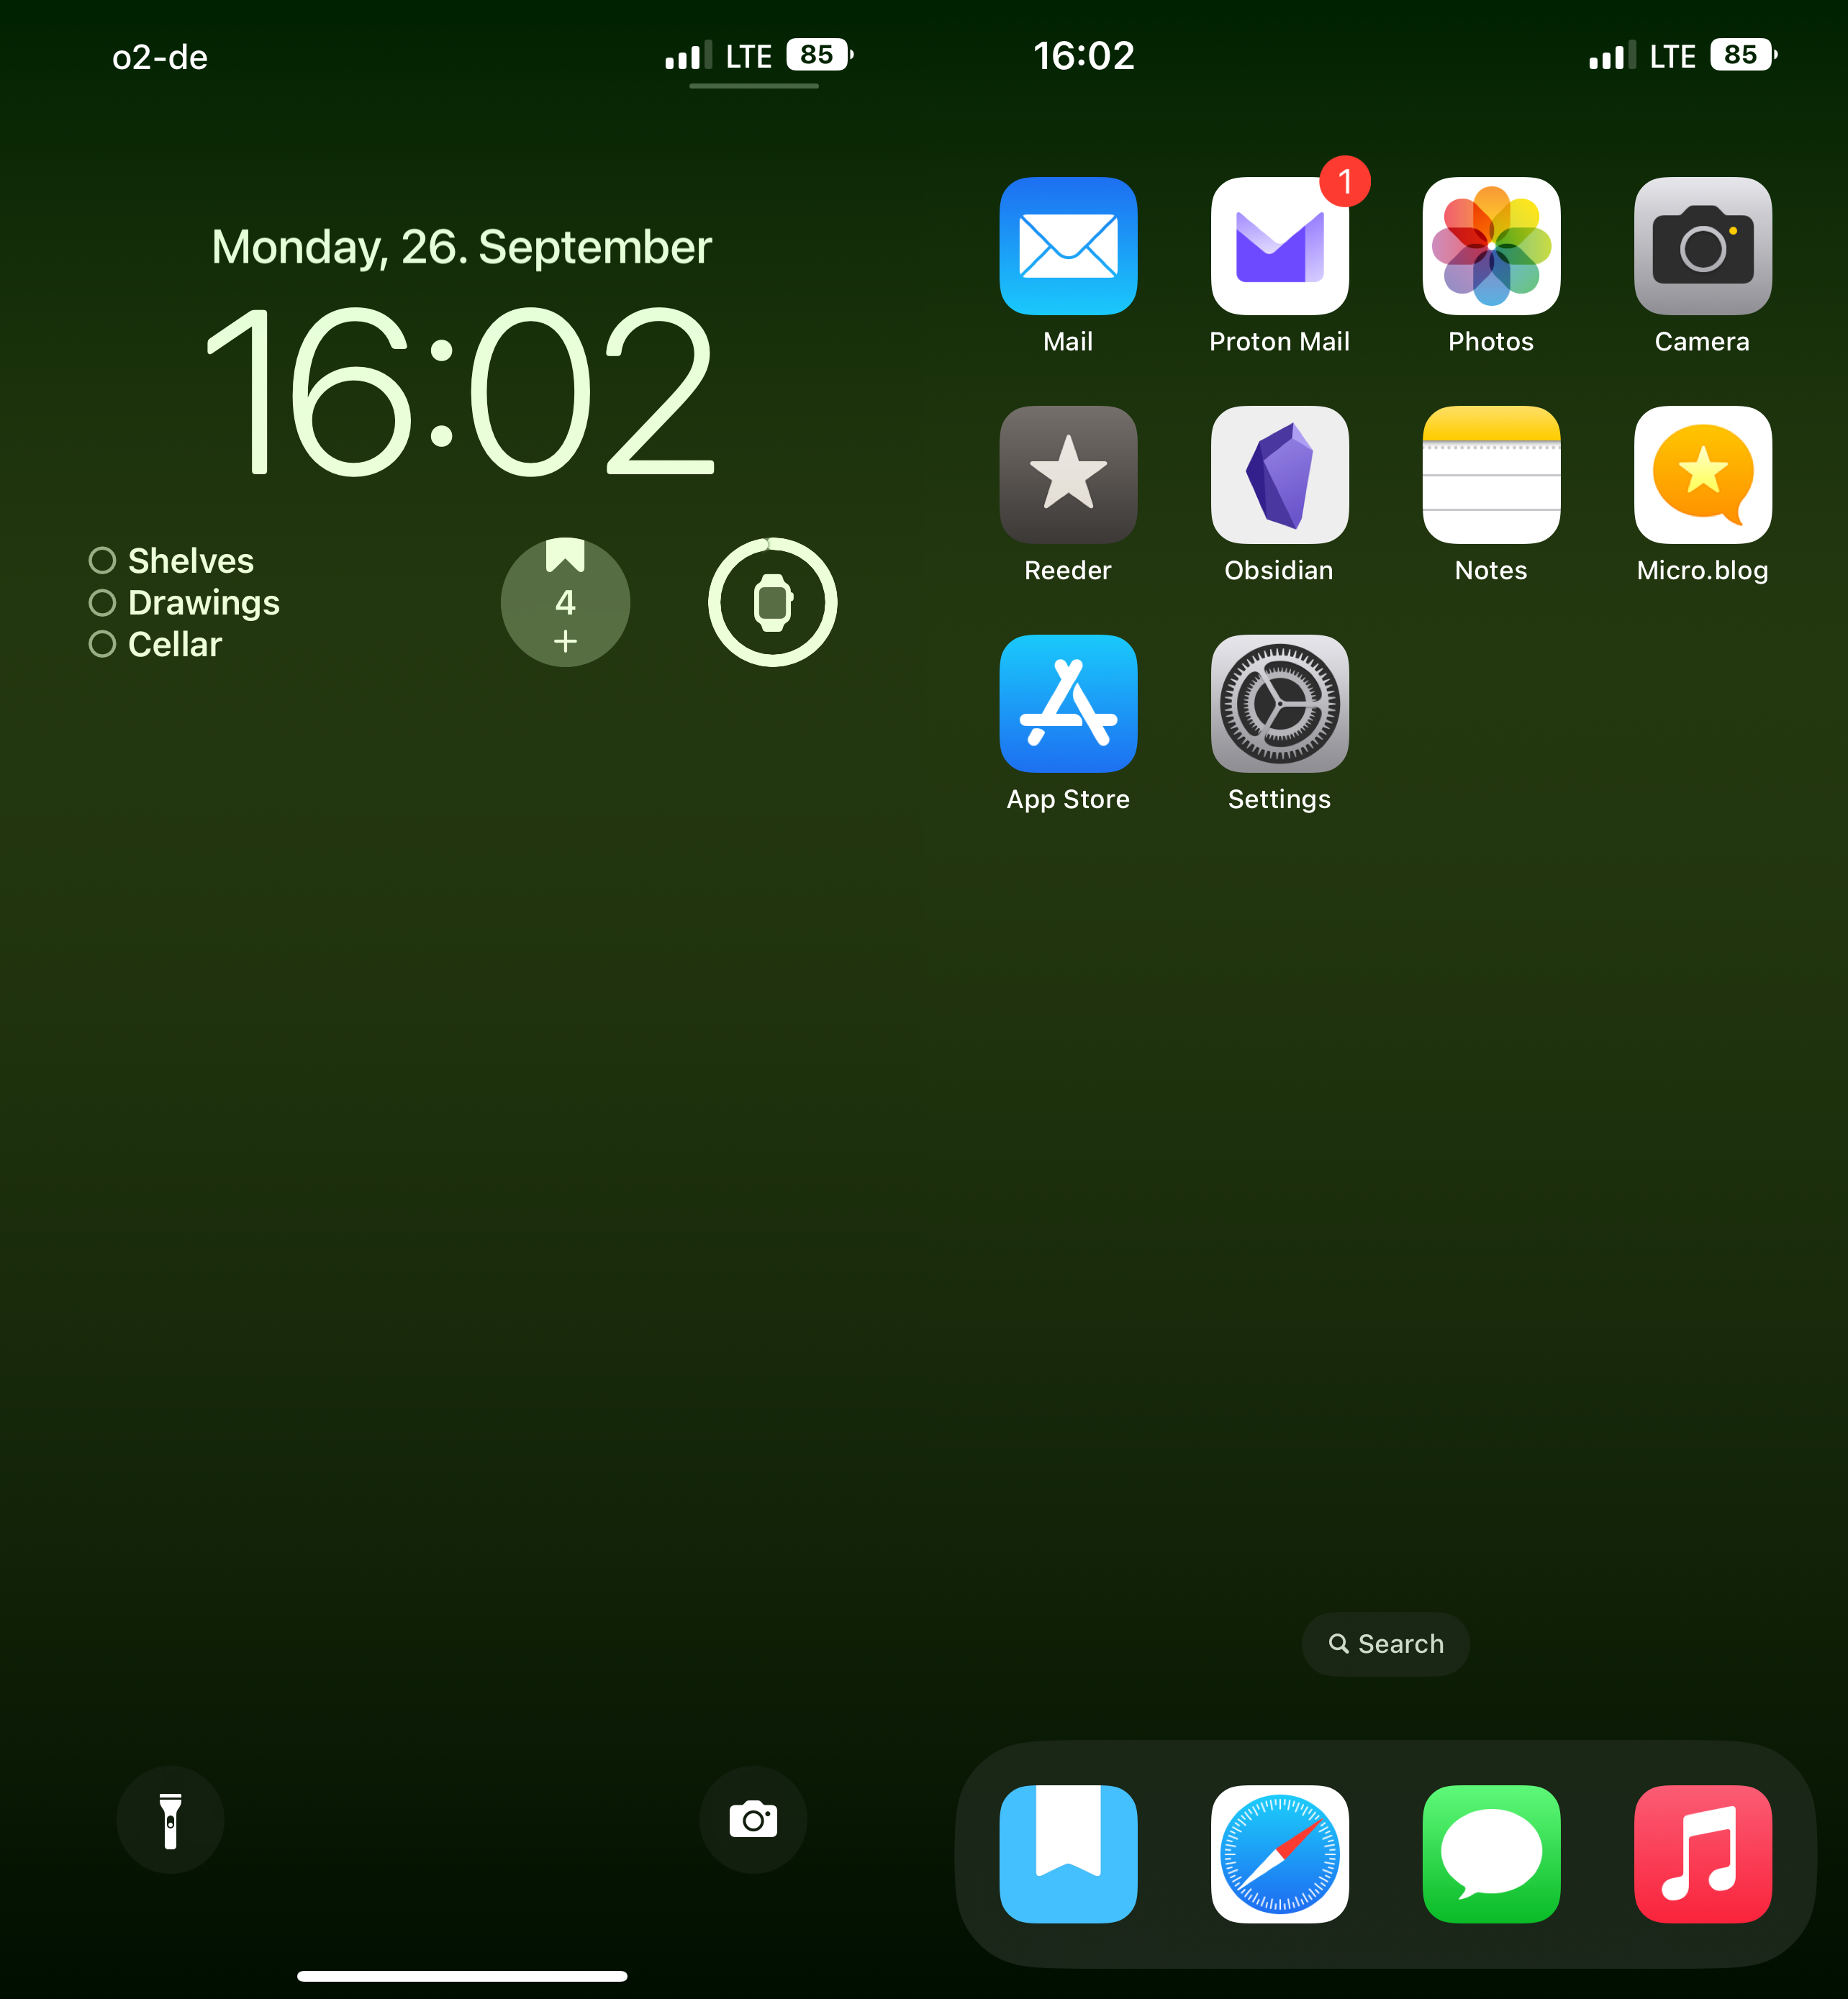 o2-de
LTE 85
Monday, 26. September
16:02
Shelves
Drawings
Cellar
4
+
16:02
LTE 85
1
Mail
Proton Mail
Photos
Camera
Reeder
Obsidian
Notes
Micro.blog
App Store
Settings
Search